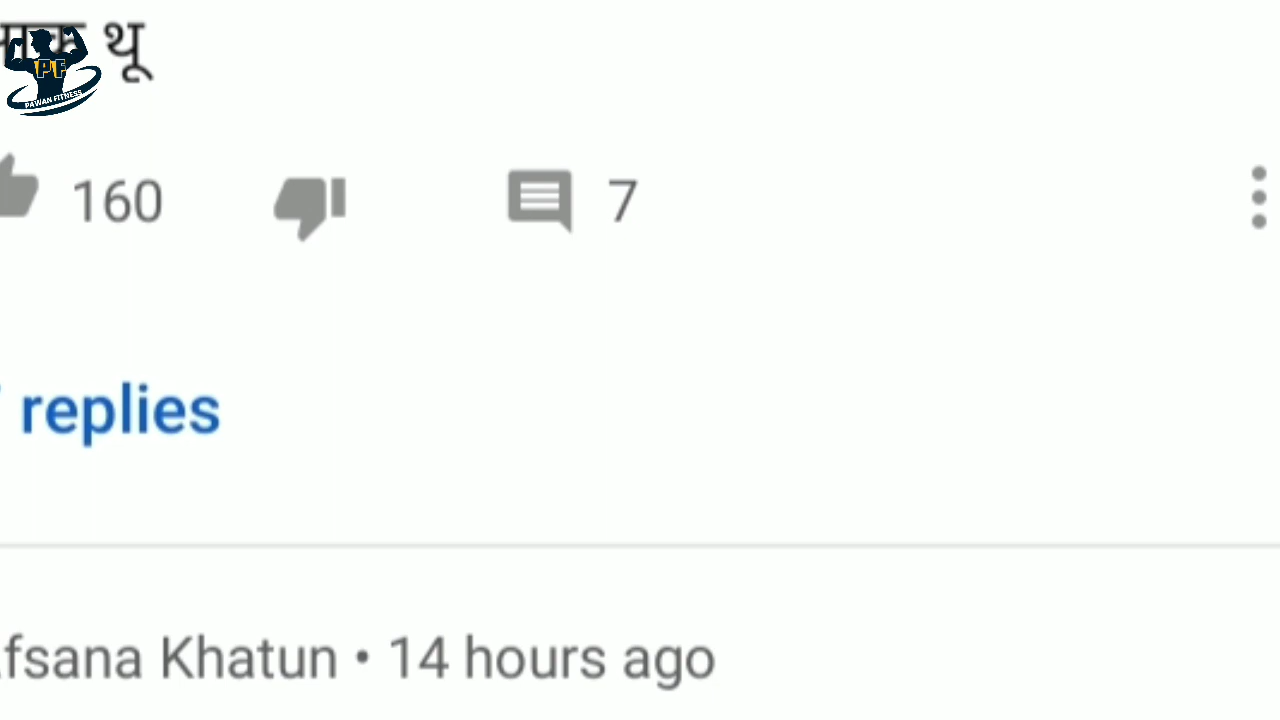 थू
PF
PAWAN FITNESS
160
7
replies
fsana Khatun • 14 hours ago